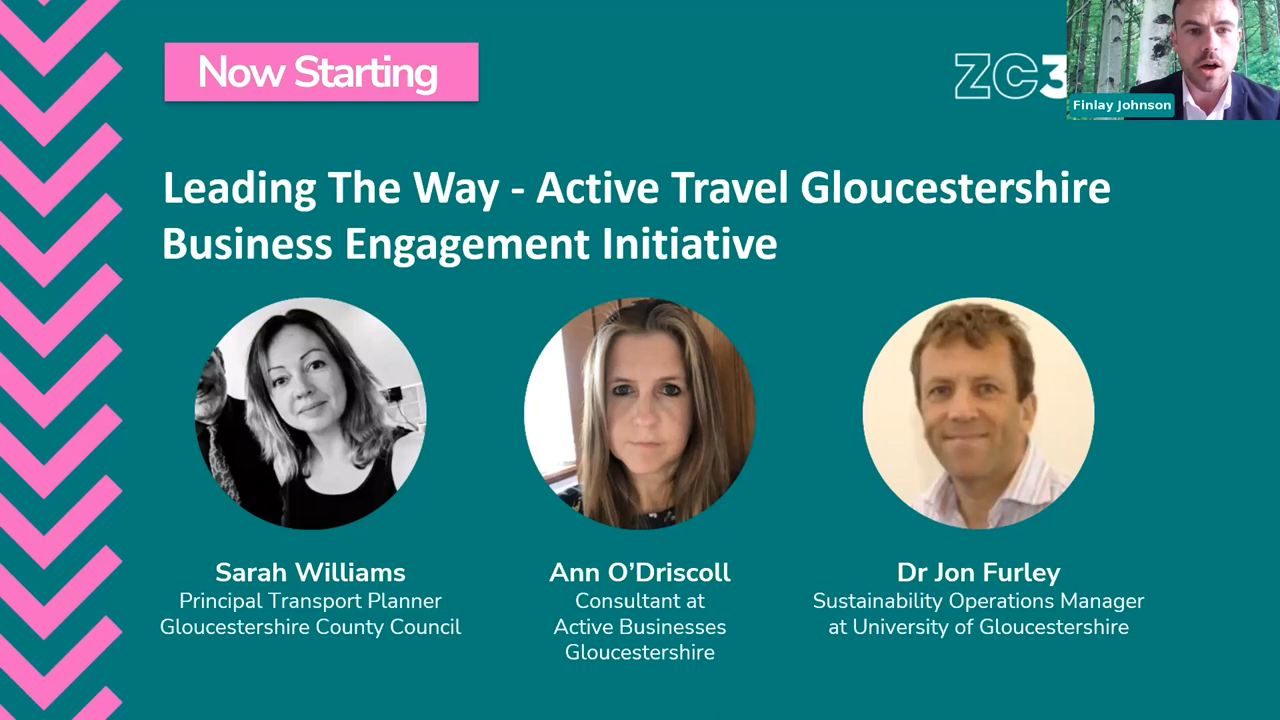 Now Starting
ZC3
Finlay Johnson
Leading The Way - Active Travel Gloucestershire
Business Engagement Initiative
Sarah Williams
Principal Transport Planner
Gloucestershire County Council
Ann O’Driscoll
Consultant at
Active Businesses
Gloucestershire
Dr Jon Furley
Sustainability Operations Manager
at University of Gloucestershire